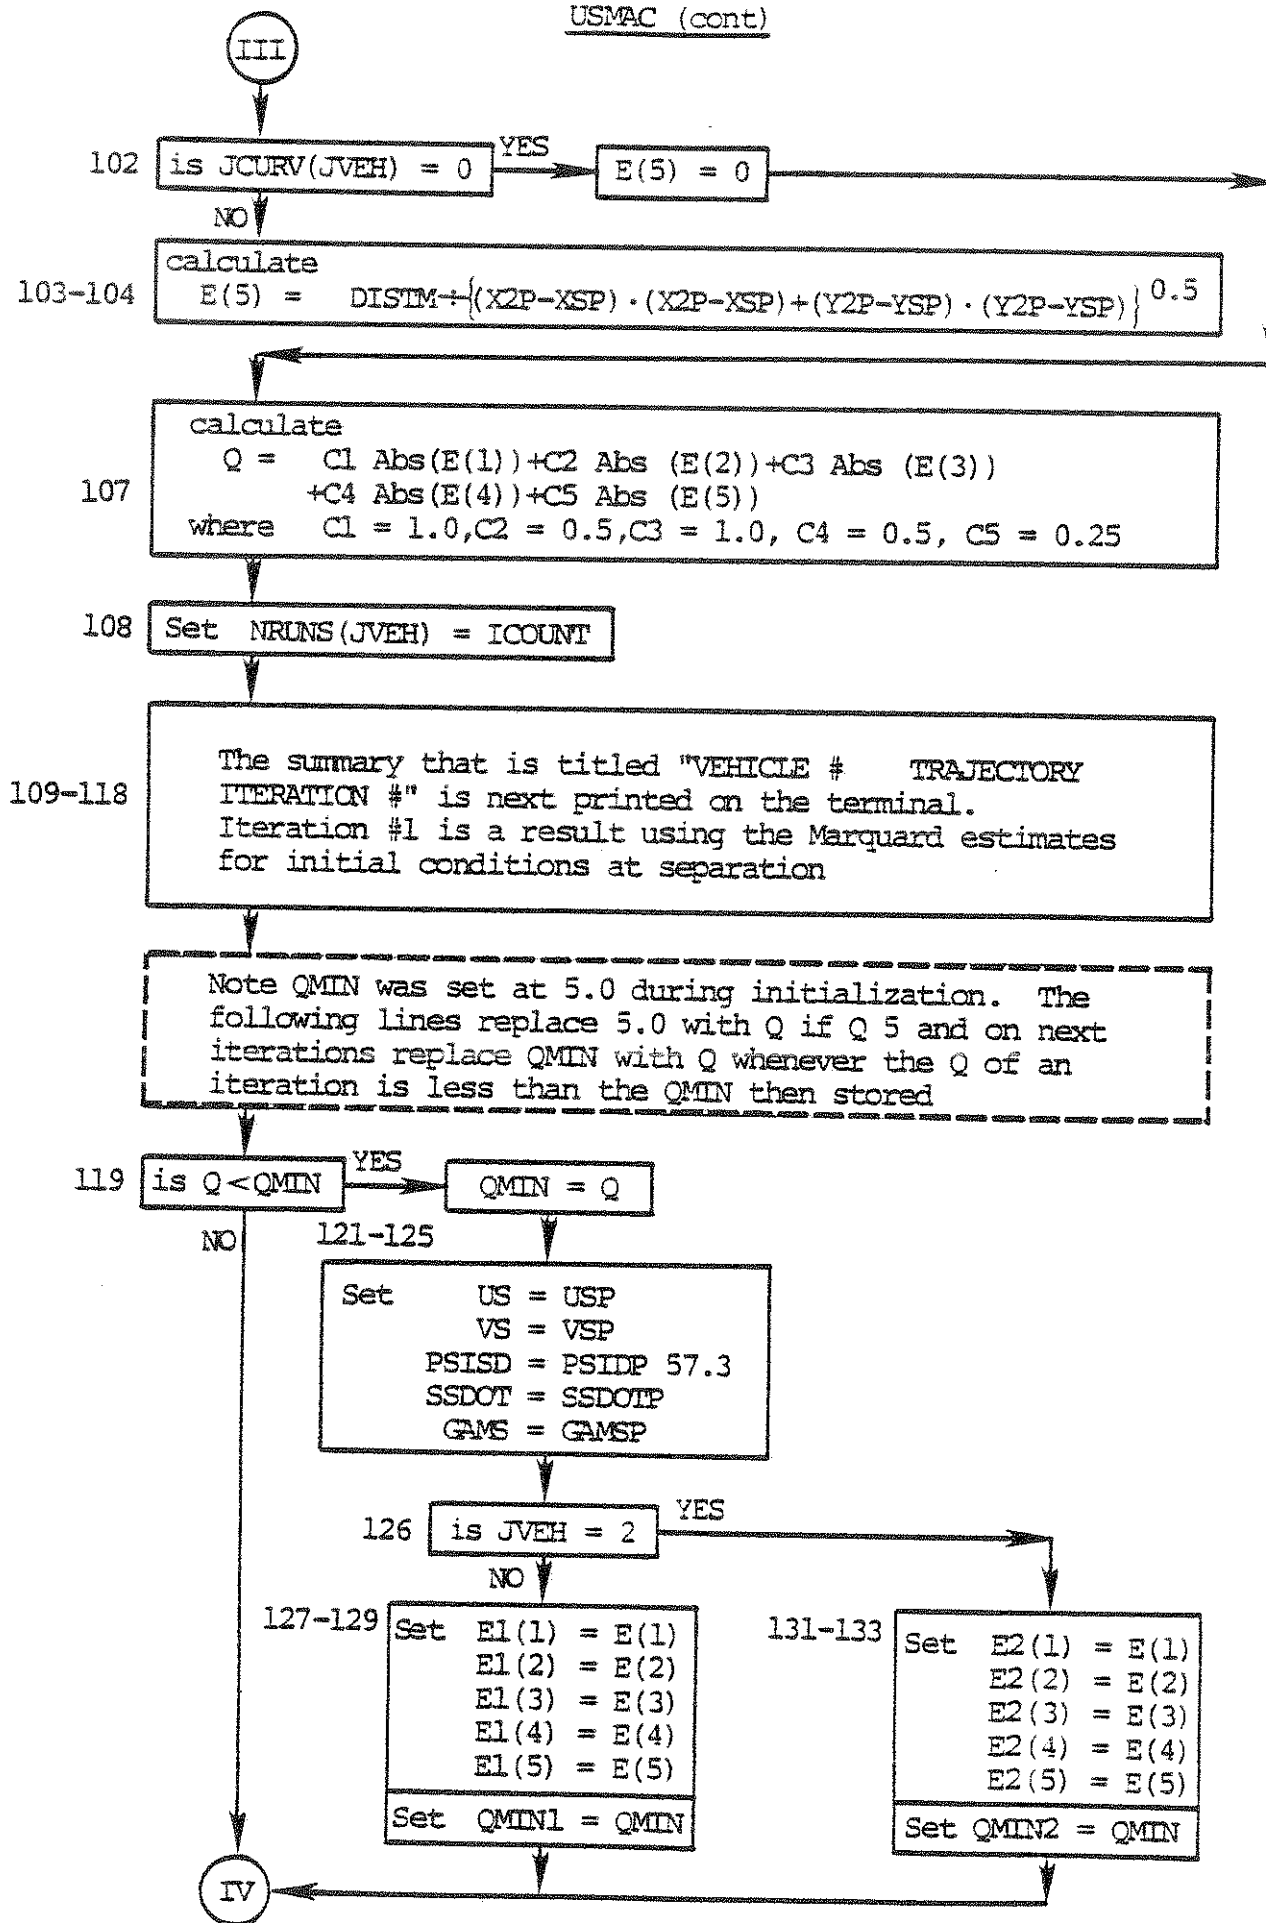 USMAC (cont)
III
102
is JCURV(JVEH) = 0
YES
E(5) = 0
NO
103-104
calculate
E(5) = DISTM÷{(X2P-XSP)·(X2P-XSP)+(Y2P-YSP)·(Y2P-YSP)}0.5
107
calculate
Q = C1 Abs(E(1))+C2 Abs (E(2))+C3 Abs (E(3))
+C4 Abs(E(4))+C5 Abs (E(5))
where C1 = 1.0,C2 = 0.5,C3 = 1.0, C4 = 0.5, C5 = 0.25
108
Set NRUNS(JVEH) = ICOUNT
109-118
The summary that is titled "VEHICLE # TRAJECTORY
ITERATION #" is next printed on the terminal.
Iteration #1 is a result using the Marquard estimates
for initial conditions at separation
Note QMIN was set at 5.0 during initialization. The
following lines replace 5.0 with Q if Q 5 and on next
iterations replace QMIN with Q whenever the Q of an
iteration is less than the QMIN then stored
119
is Q<QMIN
YES
QMIN = Q
NO
121-125
Set US = USP
VS = VSP
PSISD = PSIDP 57.3
SSDOT = SSDOTP
GAMS = GAMSP
126
is JVEH = 2
YES
NO
127-129
Set E1(1) = E(1)
E1(2) = E(2)
E1(3) = E(3)
E1(4) = E(4)
E1(5) = E(5)
Set QMIN1 = QMIN
131-133
Set E2(1) = E(1)
E2(2) = E(2)
E2(3) = E(3)
E2(4) = E(4)
E2(5) = E(5)
Set QMIN2 = QMIN
IV